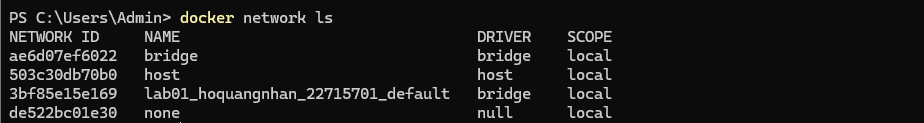 PS C:\Users\Admin> docker network ls
NETWORK ID     NAME                                DRIVER    SCOPE
ae6d07ef6022   bridge                              bridge    local
503c30db70b0   host                                host      local
3bf85e15e169   lab01_hoquangnhan_22715701_default   bridge    local
de522bc01e30   none                                null      local